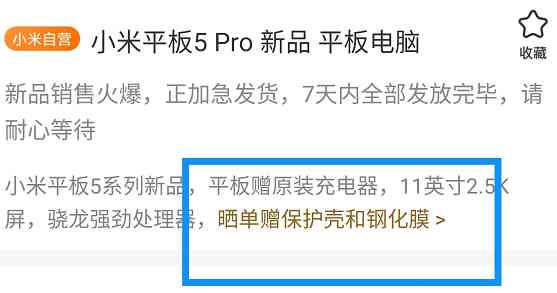 小米自营 小米平板5 Pro 新品 平板电脑
收藏
新品销售火爆，正加急发货，7天内全部发放完毕，请
耐心等待
小米平板5系列新品，平板赠原装充电器，11英寸2.5K
屏，骁龙强劲处理器，晒单赠保护壳和钢化膜 >